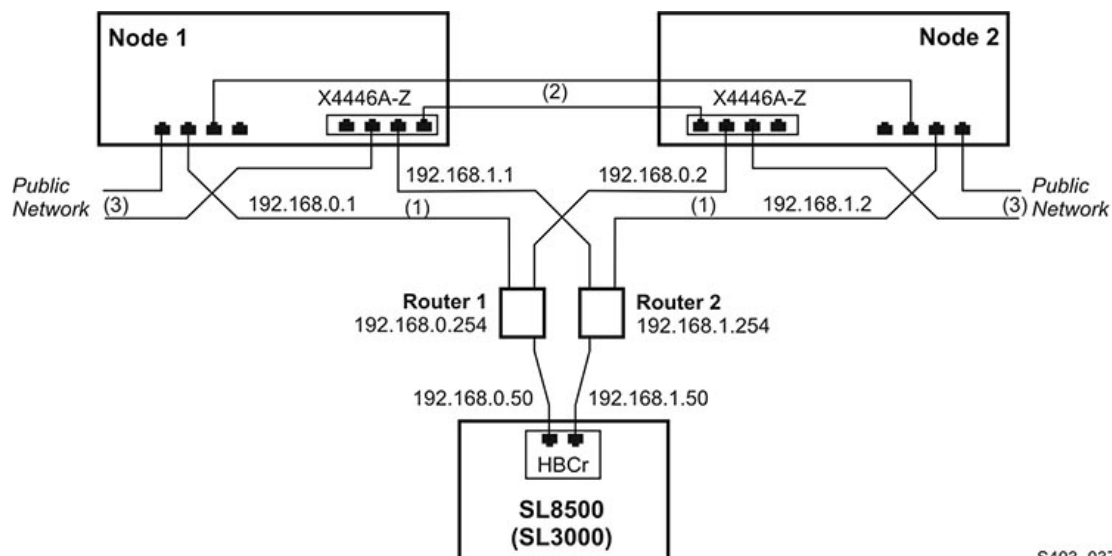 Node 1
Node 2
X4446A-Z
(2)
X4446A-Z
Public
Network
(3)
192.168.0.1
192.168.1.1
(1)
192.168.0.2
(1)
192.168.1.2
(3)
Public
Network
Router 1
192.168.0.254
Router 2
192.168.1.254
192.168.0.50
192.168.1.50
HBCr
SL8500
(SL3000)